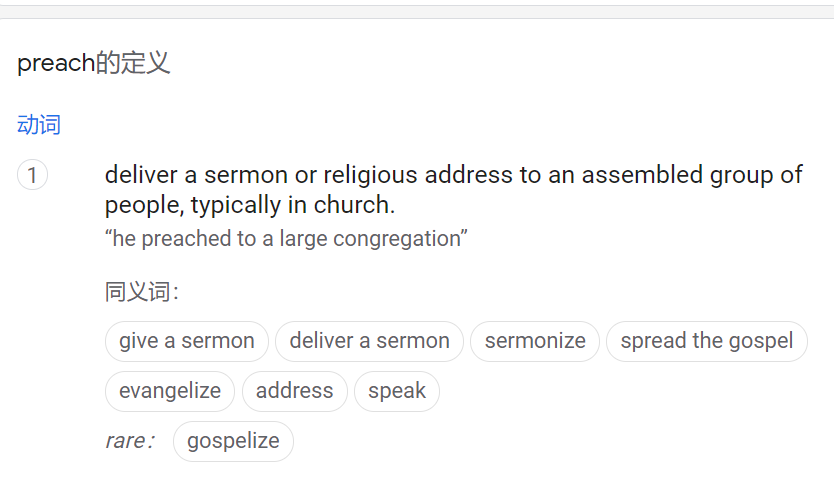 preach的定义
动词
1 deliver a sermon or religious address to an assembled group of
people, typically in church.
“he preached to a large congregation”
同义词：
give a sermon deliver a sermon sermonize spread the gospel
evangelize address speak
rare： gospelize